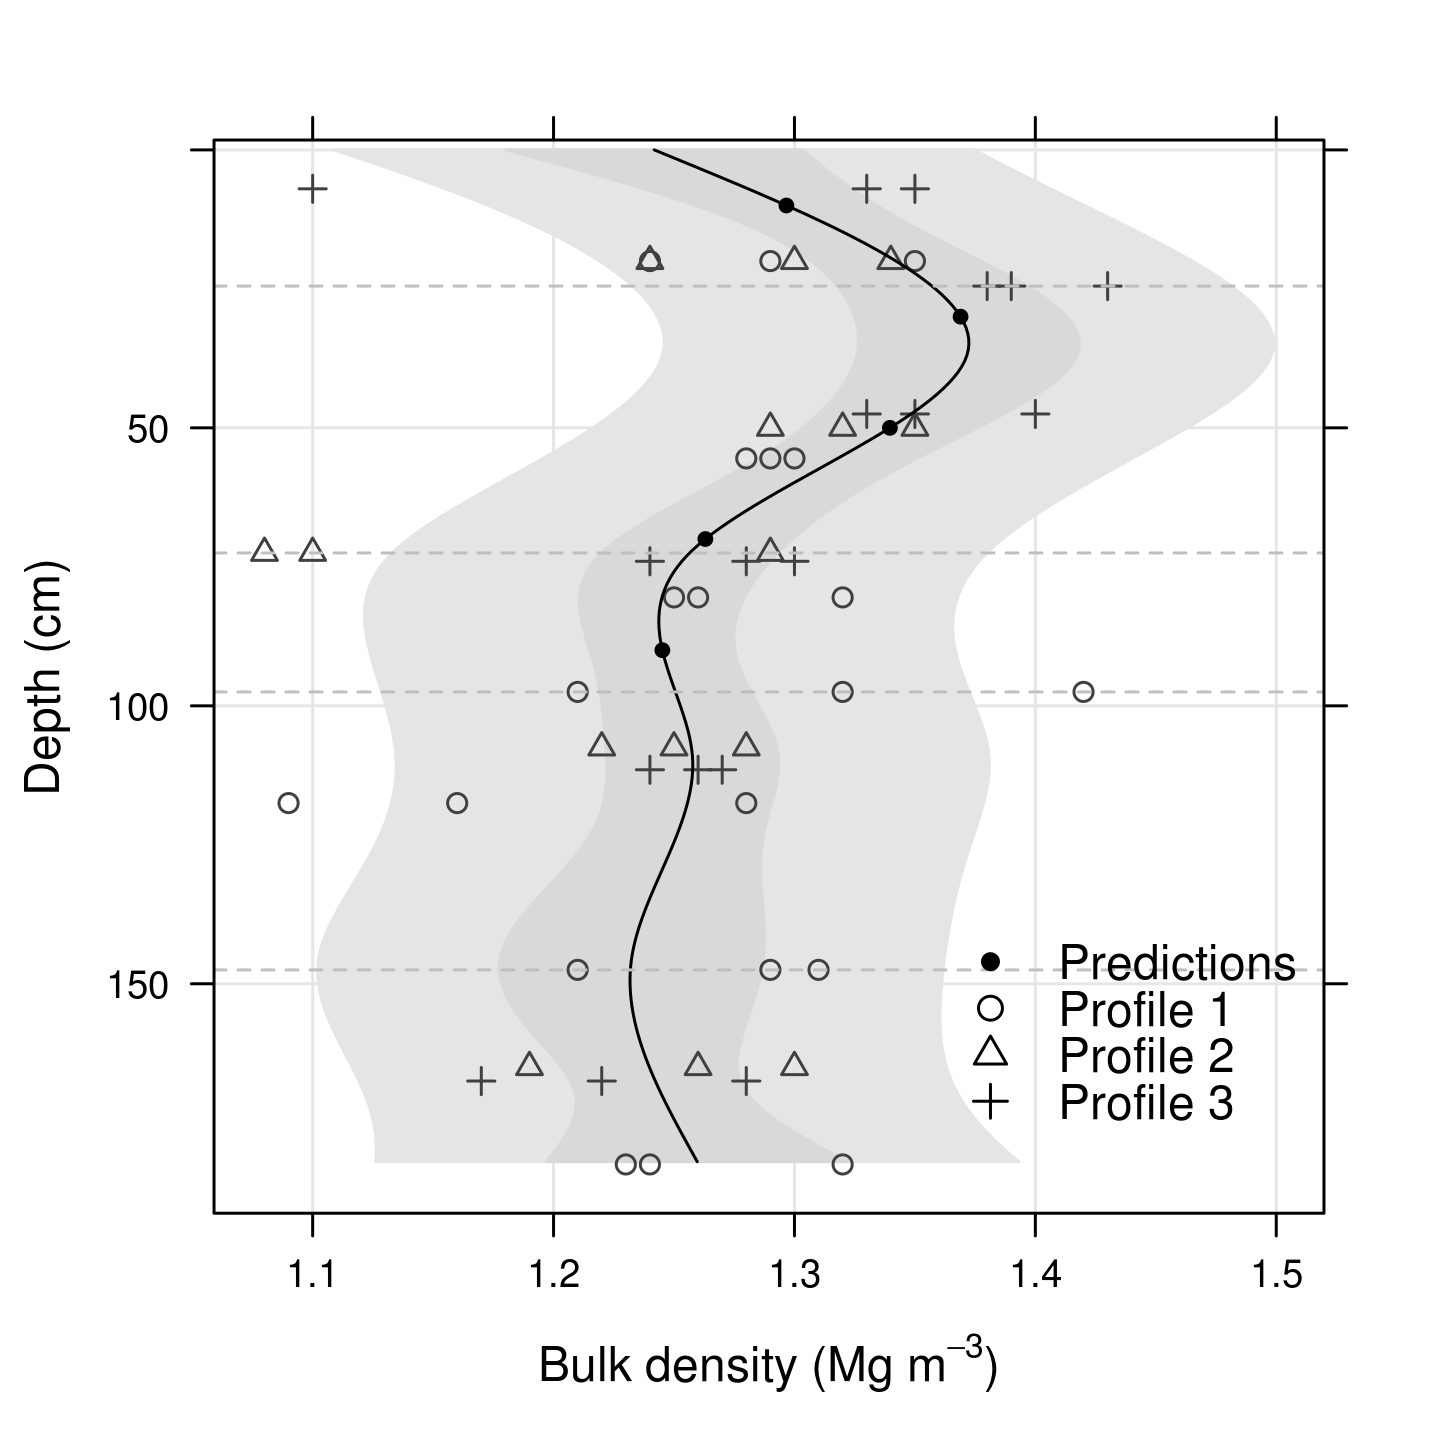 50
100
150
Depth (cm)
Predictions
Profile 1
Profile 2
Profile 3
1.1 1.2 1.3 1.4 1.5
Bulk density (Mg m⁻³)